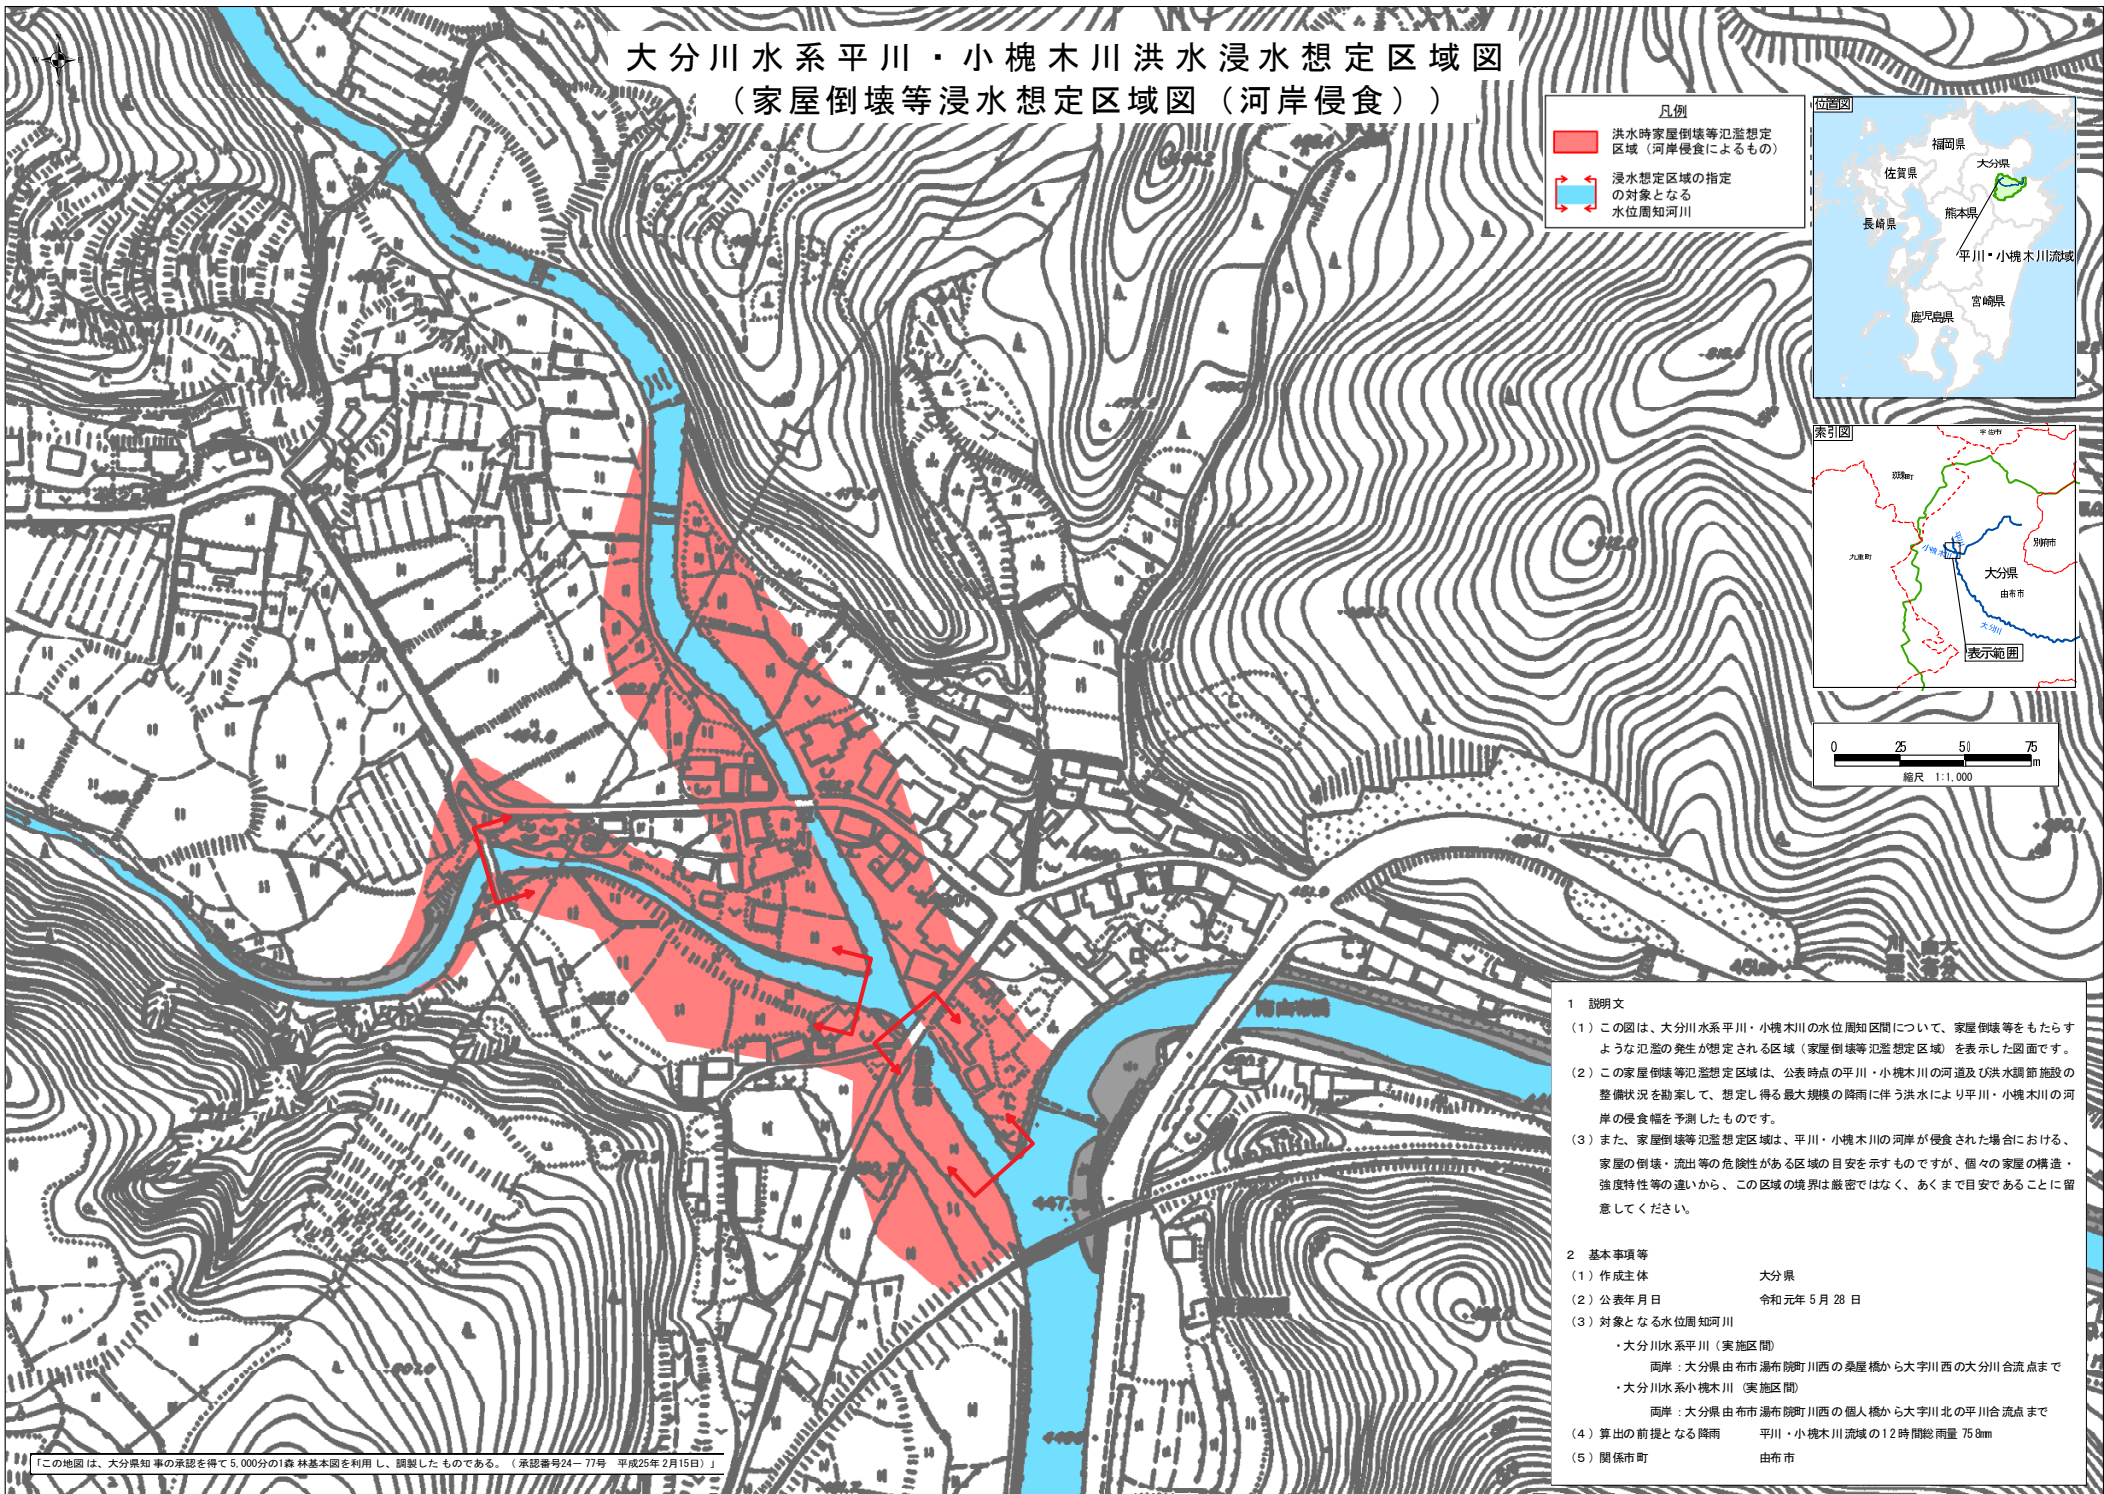 大分川水系平川・小槐木川洪水浸水想定区域図
（家屋倒壊等浸水想定区域図（河岸侵食））
凡例
洪水時家屋倒壊等氾濫想定
区域（河岸侵食によるもの）
浸水想定区域の指定
の対象となる
水位周知河川
位置図
福岡県
大分県
佐賀県
熊本県
長崎県
平川・小槐木川流域
宮崎県
鹿児島県
索引図
宇佐市
玖珠町
九重町
別府市
平川
小槐木川
大分県
由布市
大分川
表示範囲
0 25 50 75
m
縮尺 1:1,000
1 説明文
（1）この図は、大分川水系平川・小槐木川の水位周知区間について、家屋倒壊等をもたらす
ような氾濫の発生が想定される区域（家屋倒壊等氾濫想定区域）を表示した図面です。
（2）この家屋倒壊等氾濫想定区域は、公表時点の平川・小槐木川の河道及び洪水調節施設の
整備状況を勘案して、想定し得る最大規模の降雨に伴う洪水により平川・小槐木川の河
岸の侵食幅を予測したものです。
（3）また、家屋倒壊等氾濫想定区域は、平川・小槐木川の河岸が侵食された場合における、
家屋の倒壊・流出等の危険性がある区域の目安を示すものですが、個々の家屋の構造・
強度特性等の違いから、この区域の境界は厳密ではなく、あくまで目安であることに留
意してください。
2 基本事項等
（1）作成主体 大分県
（2）公表年月日 令和元年5月28日
（3）対象となる水位周知河川
・大分川水系平川（実施区間）
両岸：大分県由布市湯布院町川西の桑屋橋から大字川西の大分川合流点まで
・大分川水系小槐木川（実施区間）
両岸：大分県由布市湯布院町川西の個人橋から大字川北の平川合流点まで
（4）算出の前提となる降雨 平川・小槐木川流域の12時間総雨量 758mm
（5）関係市町 由布市
「この地図は、大分県知事の承認を得て5,000分の1森林基本図を利用し、調製したものである。（承認番号24－77号 平成25年2月15日）」